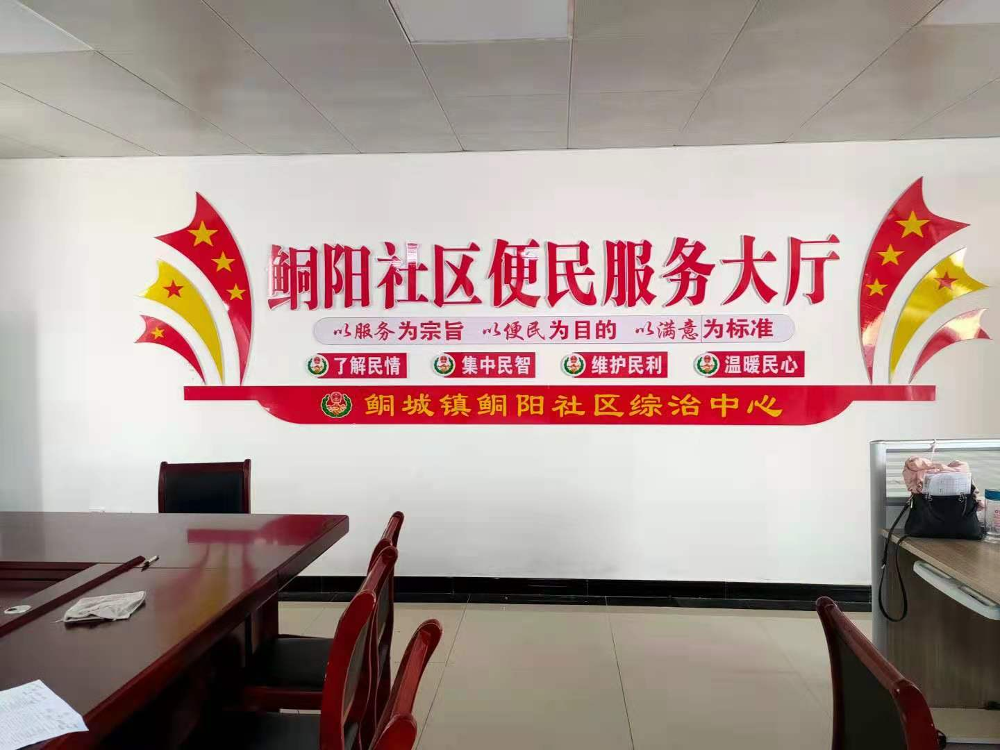 鲖阳社区便民服务大厅
以服务为宗旨 以便民为目的 以满意为标准
了解民情 集中民智 维护民利 温暖民心
鲖城镇鲖阳社区综治中心